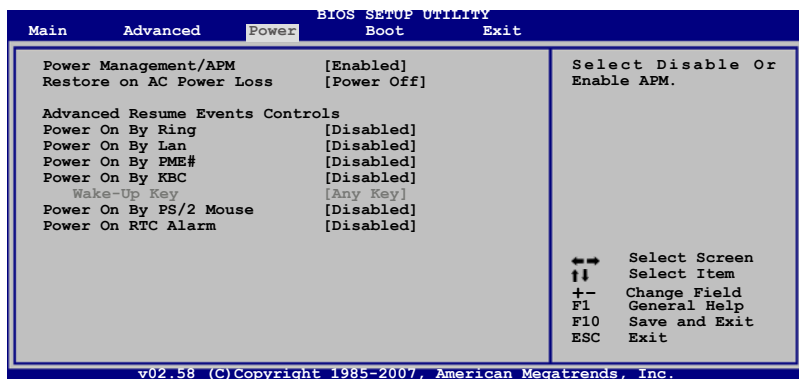 BIOS SETUP UTILITY
Main Advanced Power Boot Exit
Power Management/APM [Enabled]
Restore on AC Power Loss [Power Off]
Advanced Resume Events Controls
Power On By Ring [Disabled]
Power On By Lan [Disabled]
Power On By PME# [Disabled]
Power On By KBC [Disabled]
Wake-Up Key [Any Key]
Power On By PS/2 Mouse [Disabled]
Power On RTC Alarm [Disabled]
Select Disable Or
Enable APM.
←→ Select Screen
↑↓ Select Item
+- Change Field
F1 General Help
F10 Save and Exit
ESC Exit
v02.58 (C)Copyright 1985-2007, American Megatrends, Inc.